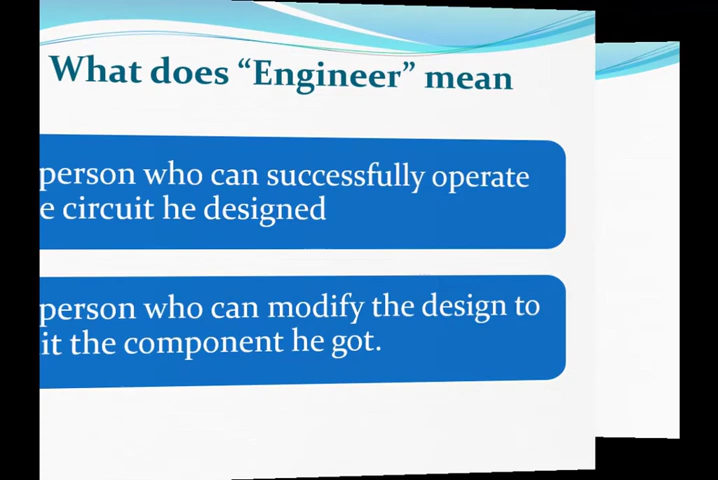 What does “Engineer” mean
person who can successfully operate
e circuit he designed
person who can modify the design to
it the component he got.